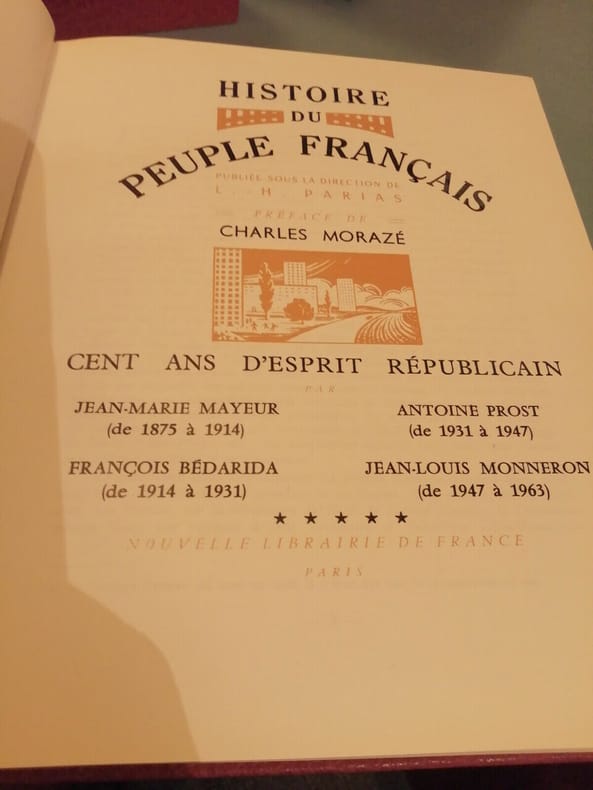 HISTOIRE
DU
PEUPLE FRANÇAIS
PUBLIÉE SOUS LA DIRECTION DE
L.-H. PARIAS
PRÉFACE DE
CHARLES MORAZÉ
CENT ANS D'ESPRIT RÉPUBLICAIN
PAR
JEAN-MARIE MAYEUR
(de 1875 à 1914)
ANTOINE PROST
(de 1931 à 1947)
FRANÇOIS BÉDARIDA
(de 1914 à 1931)
JEAN-LOUIS MONNERON
(de 1947 à 1963)
★ ★ ★ ★ ★
NOUVELLE LIBRAIRIE DE FRANCE
PARIS